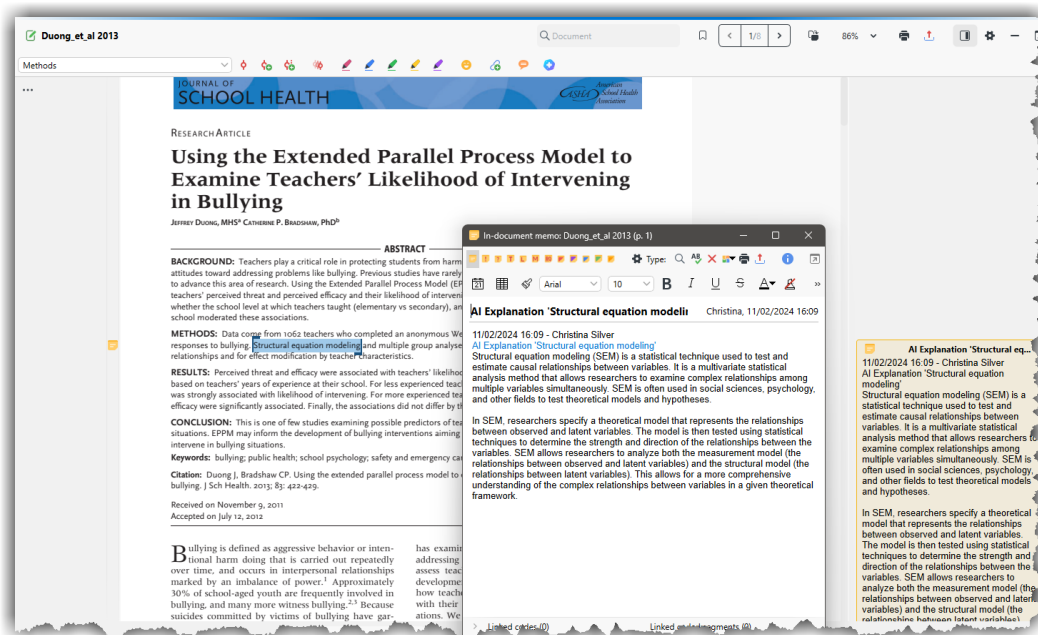 Duong_et_al 2013
Document
1/8
86%
Methods
JOURNAL OF
SCHOOL HEALTH
American
School Health
Association
ASHA
RESEARCH ARTICLE
Using the Extended Parallel Process Model to
Examine Teachers' Likelihood of Intervening
in Bullying
JEFFREY DUONG, MHSa CATHERINE P. BRADSHAW, PhDb
ABSTRACT
BACKGROUND: Teachers play a critical role in protecting students from harm
attitudes toward addressing problems like bullying. Previous studies have rarely
to advance this area of research. Using the Extended Parallel Process Model (EP
teachers' perceived threat and perceived efficacy and their likelihood of interveni
whether the school level at which teachers taught (elementary vs secondary), an
school moderated these associations.
METHODS: Data come from 1062 teachers who completed an anonymous We
responses to bullying. Structural equation modeling and multiple group analyse
relationships and for effect modification by teacher characteristics.
RESULTS: Perceived threat and efficacy were associated with teachers' likelihoo
based on teachers' years of experience at their school. For less experienced teac
was strongly associated with likelihood of intervening. For more experienced tea
efficacy were significantly associated. Finally, the associations did not differ by th
CONCLUSION: This is one of few studies examining possible predictors of tea
situations. EPPM may inform the development of bullying interventions aiming
intervene in bullying situations.
Keywords: bullying; public health; school psychology; safety and emergency car
Citation: Duong J, Bradshaw CP. Using the extended parallel process model to e
bullying. J Sch Health. 2013; 83: 422-429.
Received on November 9, 2011
Accepted on July 12, 2012
Bullying is defined as aggressive behavior or inten-
tional harm doing that is carried out repeatedly
over time, and occurs in interpersonal relationships
marked by an imbalance of power.1 Approximately
30% of school-aged youth are frequently involved in
bullying, and many more witness bullying.2,3 Because
suicides committed by victims of bullying have gar-
has examin
addressing
assess teac
developme
how teache
with their
ations. We
In-document memo: Duong_et_al 2013 (p. 1)
Type:
Arial
10
B I U S A
AI Explanation 'Structural equation modelin
Christina, 11/02/2024 16:09
11/02/2024 16:09 - Christina Silver
AI Explanation 'Structural equation modeling'
Structural equation modeling (SEM) is a statistical technique used to test and
estimate causal relationships between variables. It is a multivariate statistical
analysis method that allows researchers to examine complex relationships among
multiple variables simultaneously. SEM is often used in social sciences, psychology,
and other fields to test theoretical models and hypotheses.
In SEM, researchers specify a theoretical model that represents the relationships
between observed and latent variables. The model is then tested using statistical
techniques to determine the strength and direction of the relationships between the
variables. SEM allows researchers to analyze both the measurement model (the
relationships between observed and latent variables) and the structural model (the
relationships between latent variables). This allows for a more comprehensive
understanding of the complex relationships between variables in a given theoretical
framework.
Linked codes (0)
Linked coded segments (0)
AI Explanation 'Structural eq...
11/02/2024 16:09 - Christina Silver
AI Explanation 'Structural equation
modeling'
Structural equation modeling (SEM) is a
statistical technique used to test and
estimate causal relationships between
variables. It is a multivariate statistical
analysis method that allows researchers to
examine complex relationships among
multiple variables simultaneously. SEM is
often used in social sciences, psychology,
and other fields to test theoretical models
and hypotheses.
In SEM, researchers specify a theoretical
model that represents the relationships
between observed and latent variables.
The model is then tested using statistical
techniques to determine the strength and
direction of the relationships between the
variables. SEM allows researchers to
analyze both the measurement model (the
relationships between observed and latent
variables) and the structural model (the
relationships between latent variables)